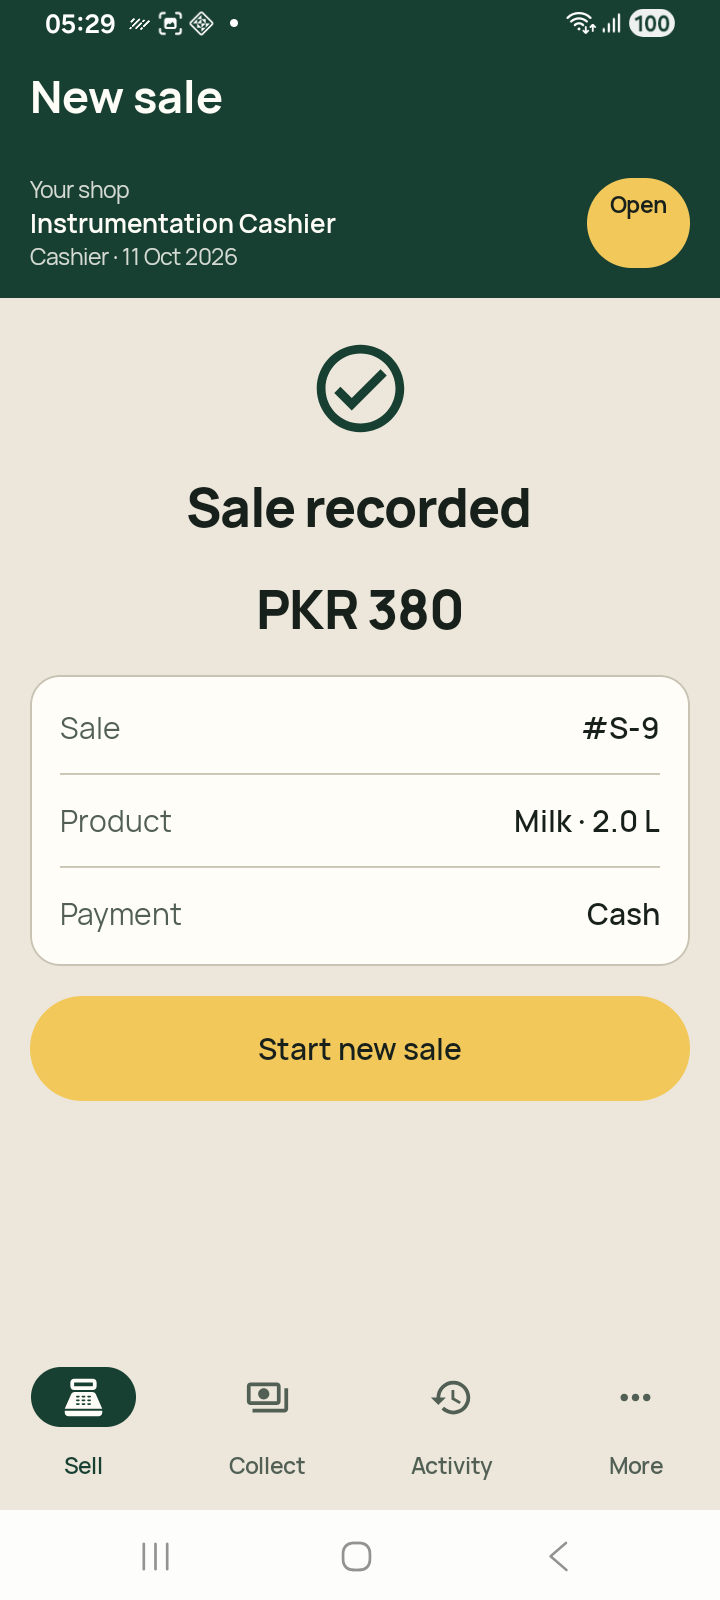 05:29
100
New sale
Your shop
Instrumentation Cashier
Cashier · 11 Oct 2026
Open
Sale recorded
PKR 380
Sale #S-9
Product Milk · 2.0 L
Payment Cash
Start new sale
Sell Collect Activity More